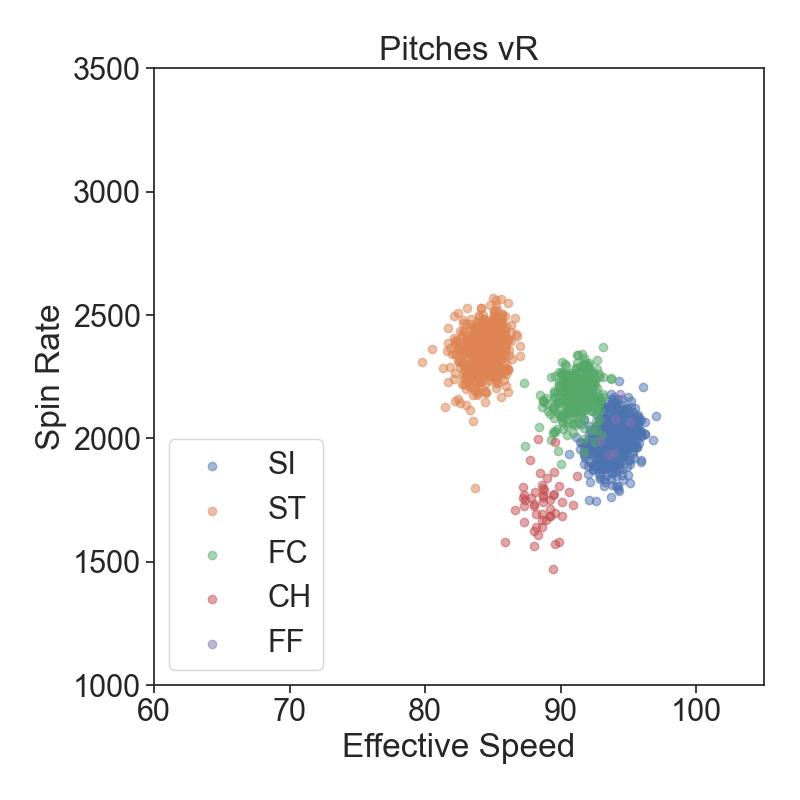 Pitches vR
3500
3000
2500
2000
1500
1000
Spin Rate
SI
ST
FC
CH
FF
60 70 80 90 100
Effective Speed